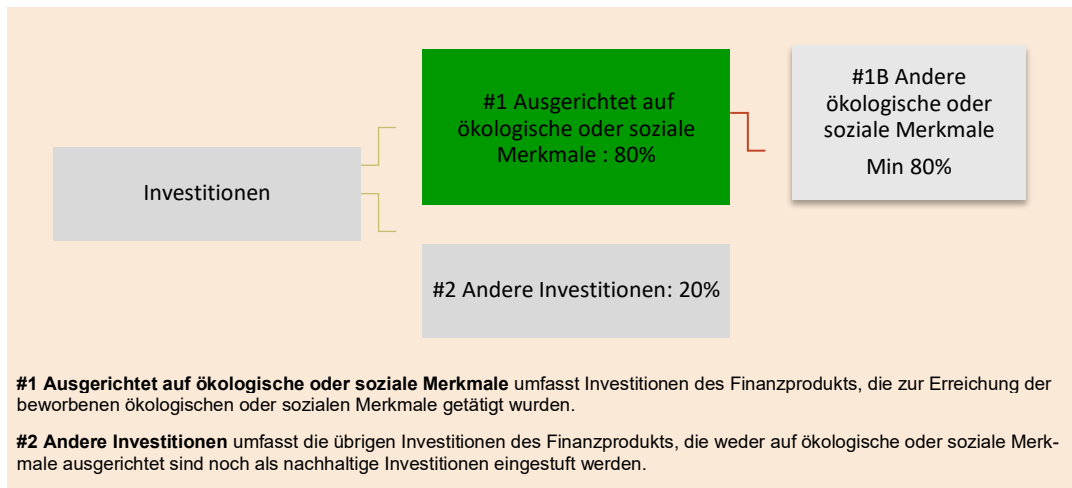 #1 Ausgerichtet auf
ökologische oder soziale
Merkmale : 80%
#1B Andere
ökologische oder
soziale Merkmale
Min 80%
Investitionen
#2 Andere Investitionen: 20%
#1 Ausgerichtet auf ökologische oder soziale Merkmale umfasst Investitionen des Finanzprodukts, die zur Erreichung der
beworbenen ökologischen oder sozialen Merkmale getätigt wurden.
#2 Andere Investitionen umfasst die übrigen Investitionen des Finanzprodukts, die weder auf ökologische oder soziale Merk-
male ausgerichtet sind noch als nachhaltige Investitionen eingestuft werden.